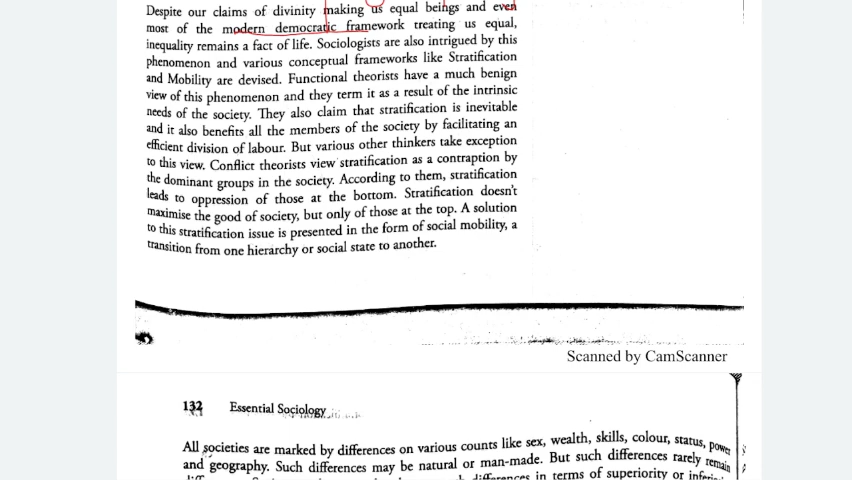 Despite our claims of divinity making us equal beings and even
most of the modern democratic framework treating us equal,
inequality remains a fact of life. Sociologists are also intrigued by this
phenomenon and various conceptual frameworks like Stratification
and Mobility are devised. Functional theorists have a much benign
view of this phenomenon and they term it as a result of the intrinsic
needs of the society. They also claim that stratification is inevitable
and it also benefits all the members of the society by facilitating an
efficient division of labour. But various other thinkers take exception
to this view. Conflict theorists view stratification as a contraption by
the dominant groups in the society. According to them, stratification
leads to oppression of those at the bottom. Stratification doesn't
maximise the good of society, but only of those at the top. A solution
to this stratification issue is presented in the form of social mobility, a
transition from one hierarchy or social state to another.
Scanned by CamScanner
132 Essential Sociology
All societies are marked by differences on various counts like sex, wealth, skills, colour, status, power
and geography. Such differences may be natural or man-made. But such differences rarely remain
differences in terms of superiority or